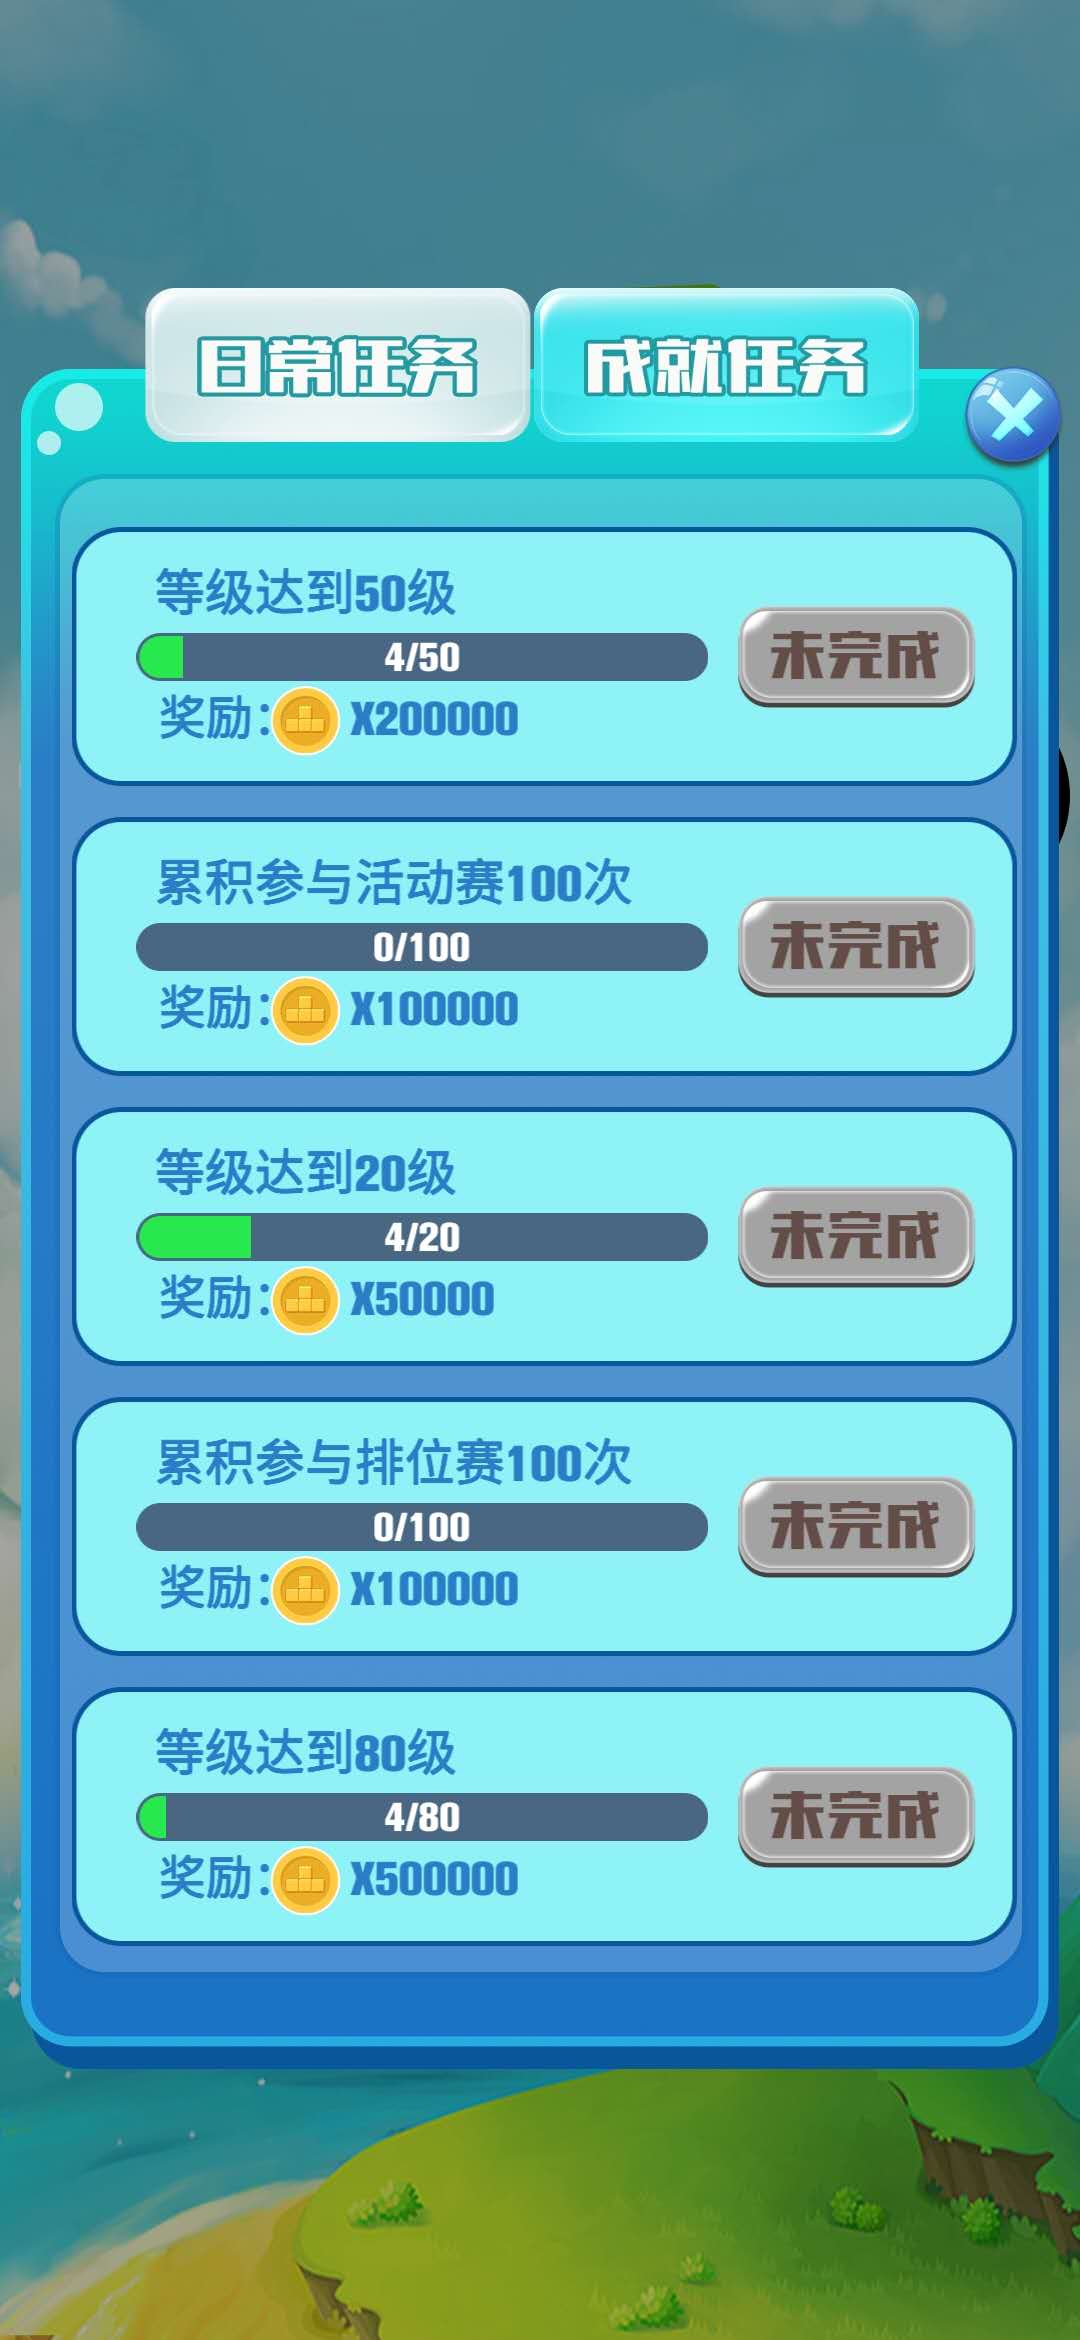 日常任务 成就任务
等级达到50级
4/50
未完成
奖励: X200000
累积参与活动赛100次
0/100
未完成
奖励: X100000
等级达到20级
4/20
未完成
奖励: X50000
累积参与排位赛100次
0/100
未完成
奖励: X100000
等级达到80级
4/80
未完成
奖励: X500000